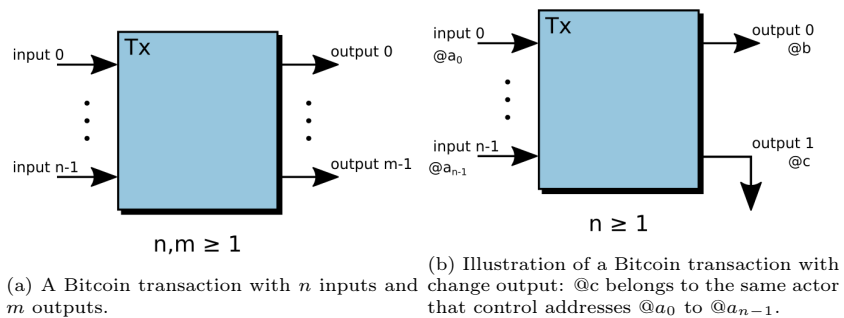 Tx
input 0
output 0
input n-1
output m-1
n,m ≥ 1
(a) A Bitcoin transaction with n inputs and
m outputs.
Tx
input 0
@a₀
output 0
@b
input n-1
@aₙ₋₁
output 1
@c
n ≥ 1
(b) Illustration of a Bitcoin transaction with
change output: @c belongs to the same actor
that control addresses @a₀ to @aₙ₋₁.